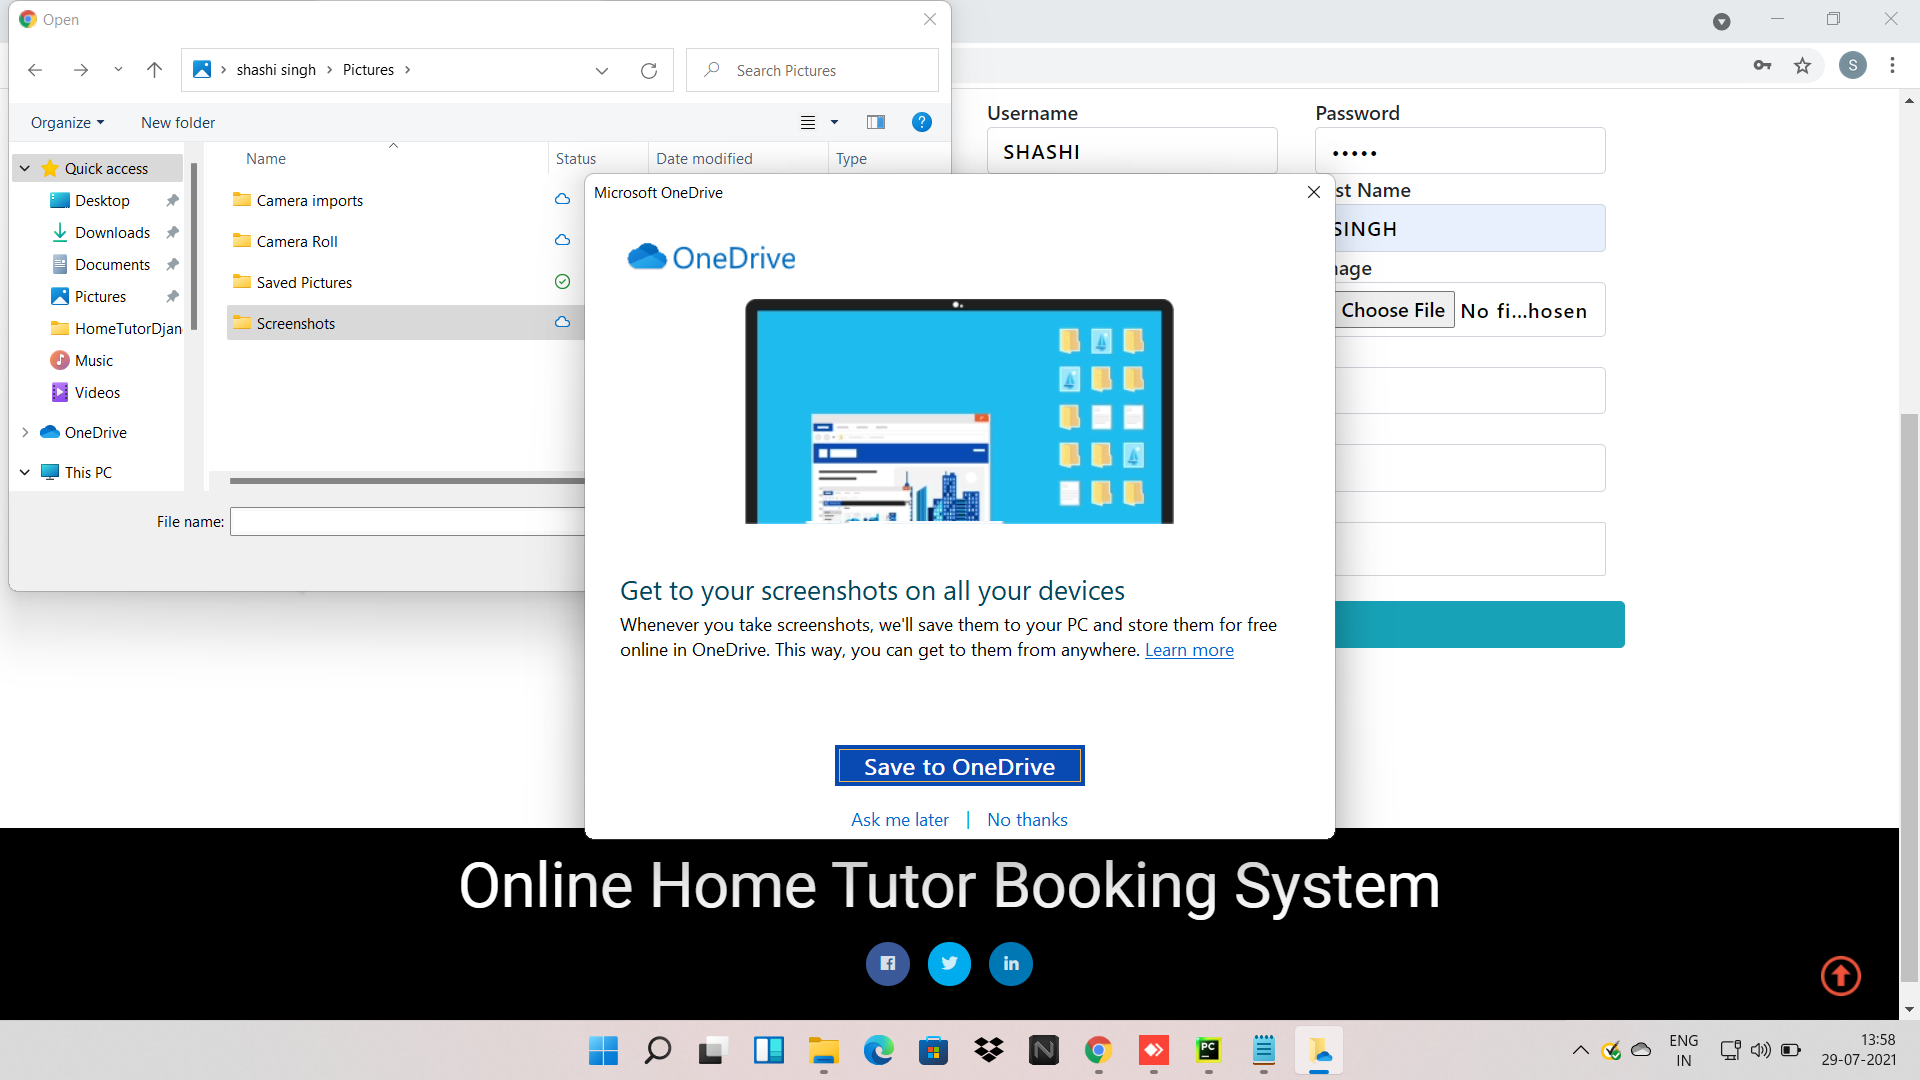 Open
shashi singh
Pictures
Search Pictures
Organize
New folder
Name
Status
Date modified
Type
Quick access
Desktop
Downloads
Documents
Pictures
HomeTutorDjan
Music
Videos
OneDrive
This PC
Camera imports
Camera Roll
Saved Pictures
Screenshots
File name:
S
Username
Password
SHASHI
•••••
st Name
SINGH
age
Choose File No fi...hosen
Microsoft OneDrive
OneDrive
Get to your screenshots on all your devices
Whenever you take screenshots, we'll save them to your PC and store them for free
online in OneDrive. This way, you can get to them from anywhere. Learn more
Save to OneDrive
Ask me later | No thanks
Online Home Tutor Booking System
in
PC
ENG
IN
13:58
29-07-2021